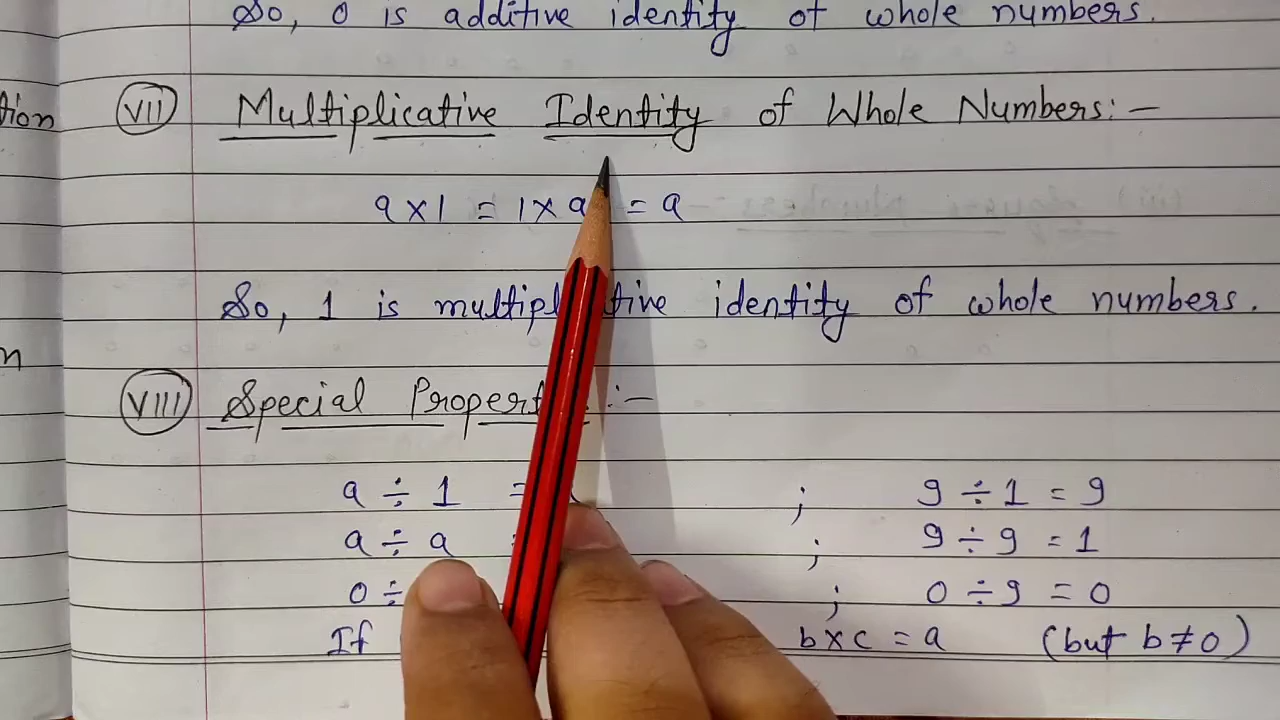 So, 0 is additive identity of whole numbers.
tion
VII Multiplicative Identity of Whole Numbers:-
a×1 = 1×a = a
So, 1 is multiplicative identity of whole numbers.
n
VIII Special Propert :-
a ÷ 1 = ; 9 ÷ 1 = 9
a ÷ a = ; 9 ÷ 9 = 1
0 ÷ ; 0 ÷ 9 = 0
If b×c = a (but b≠0)